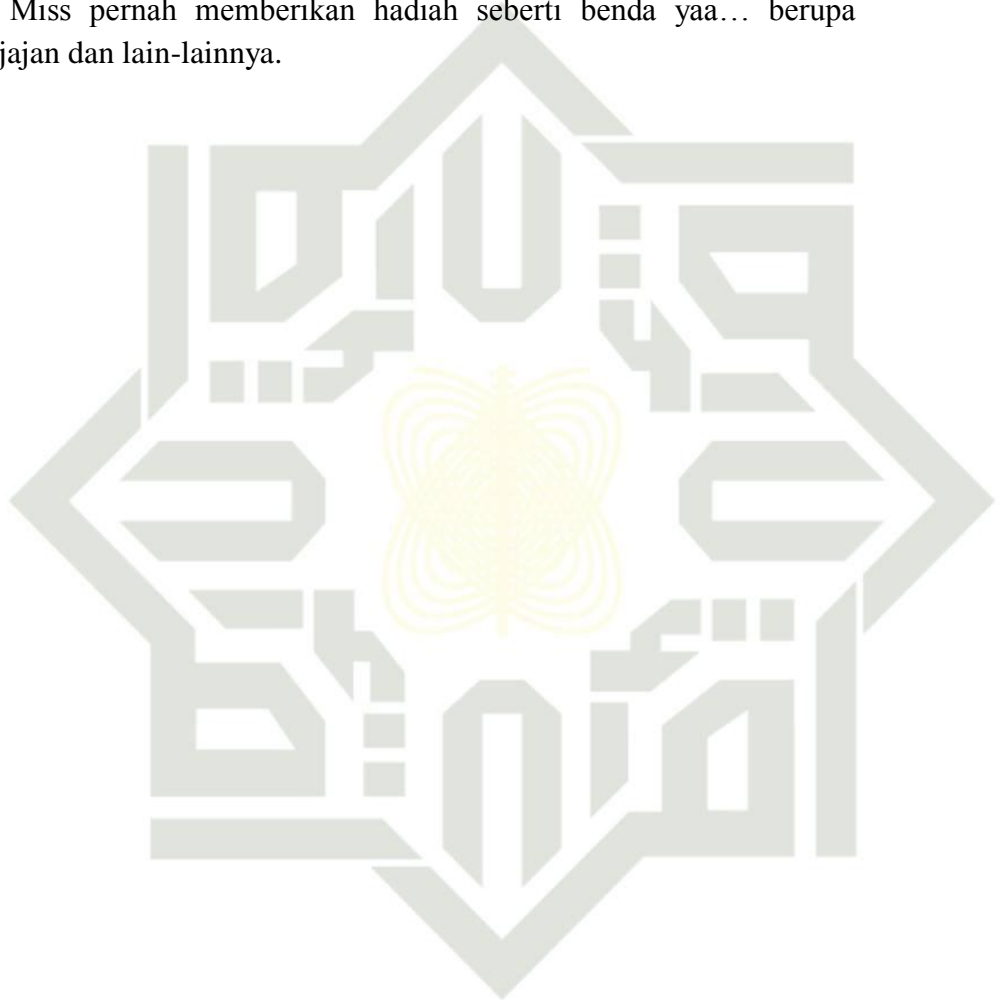 Miss pernah memberikan hadiah seberti benda yaa… berupa
jajan dan lain-lainnya.